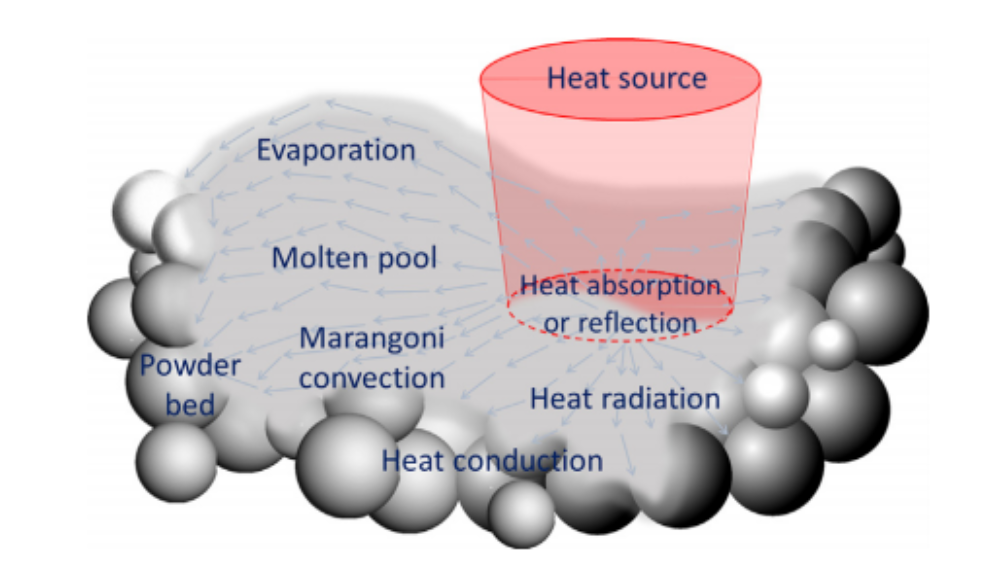 Heat source
Evaporation
Molten pool
Heat absorption
or reflection
Marangoni
convection
Powder
bed
Heat radiation
Heat conduction